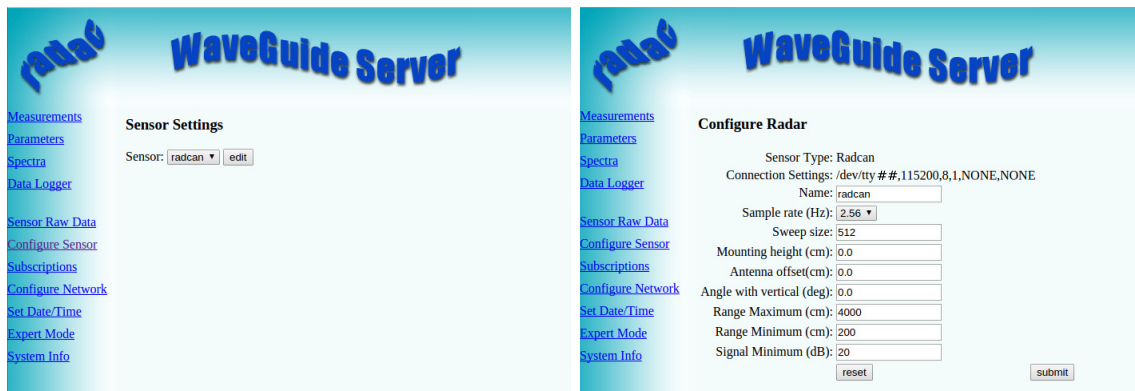 radac
WaveGuide Server
Measurements
Parameters
Spectra
Data Logger
Sensor Raw Data
Configure Sensor
Subscriptions
Configure Network
Set Date/Time
Expert Mode
System Info
Sensor Settings
Sensor: radcan edit
radac
WaveGuide Server
Measurements
Parameters
Spectra
Data Logger
Sensor Raw Data
Configure Sensor
Subscriptions
Configure Network
Set Date/Time
Expert Mode
System Info
Configure Radar
Sensor Type: Radcan
Connection Settings: /dev/tty##,115200,8,1,NONE,NONE
Name: radcan
Sample rate (Hz): 2.56
Sweep size: 512
Mounting height (cm): 0.0
Antenna offset(cm): 0.0
Angle with vertical (deg): 0.0
Range Maximum (cm): 4000
Range Minimum (cm): 200
Signal Minimum (dB): 20
reset submit